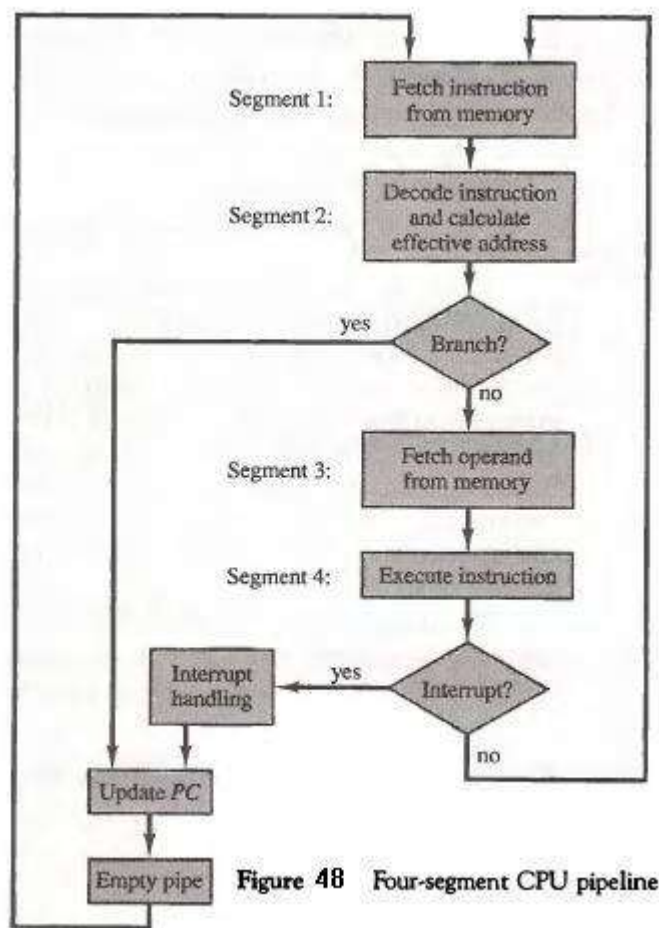 Segment 1:
Fetch instruction
from memory
Segment 2:
Decode instruction
and calculate
effective address
yes
Branch?
no
Segment 3:
Fetch operand
from memory
Segment 4:
Execute instruction
Interrupt
handling
yes
Interrupt?
no
Update PC
Empty pipe
Figure 48 Four-segment CPU pipeline